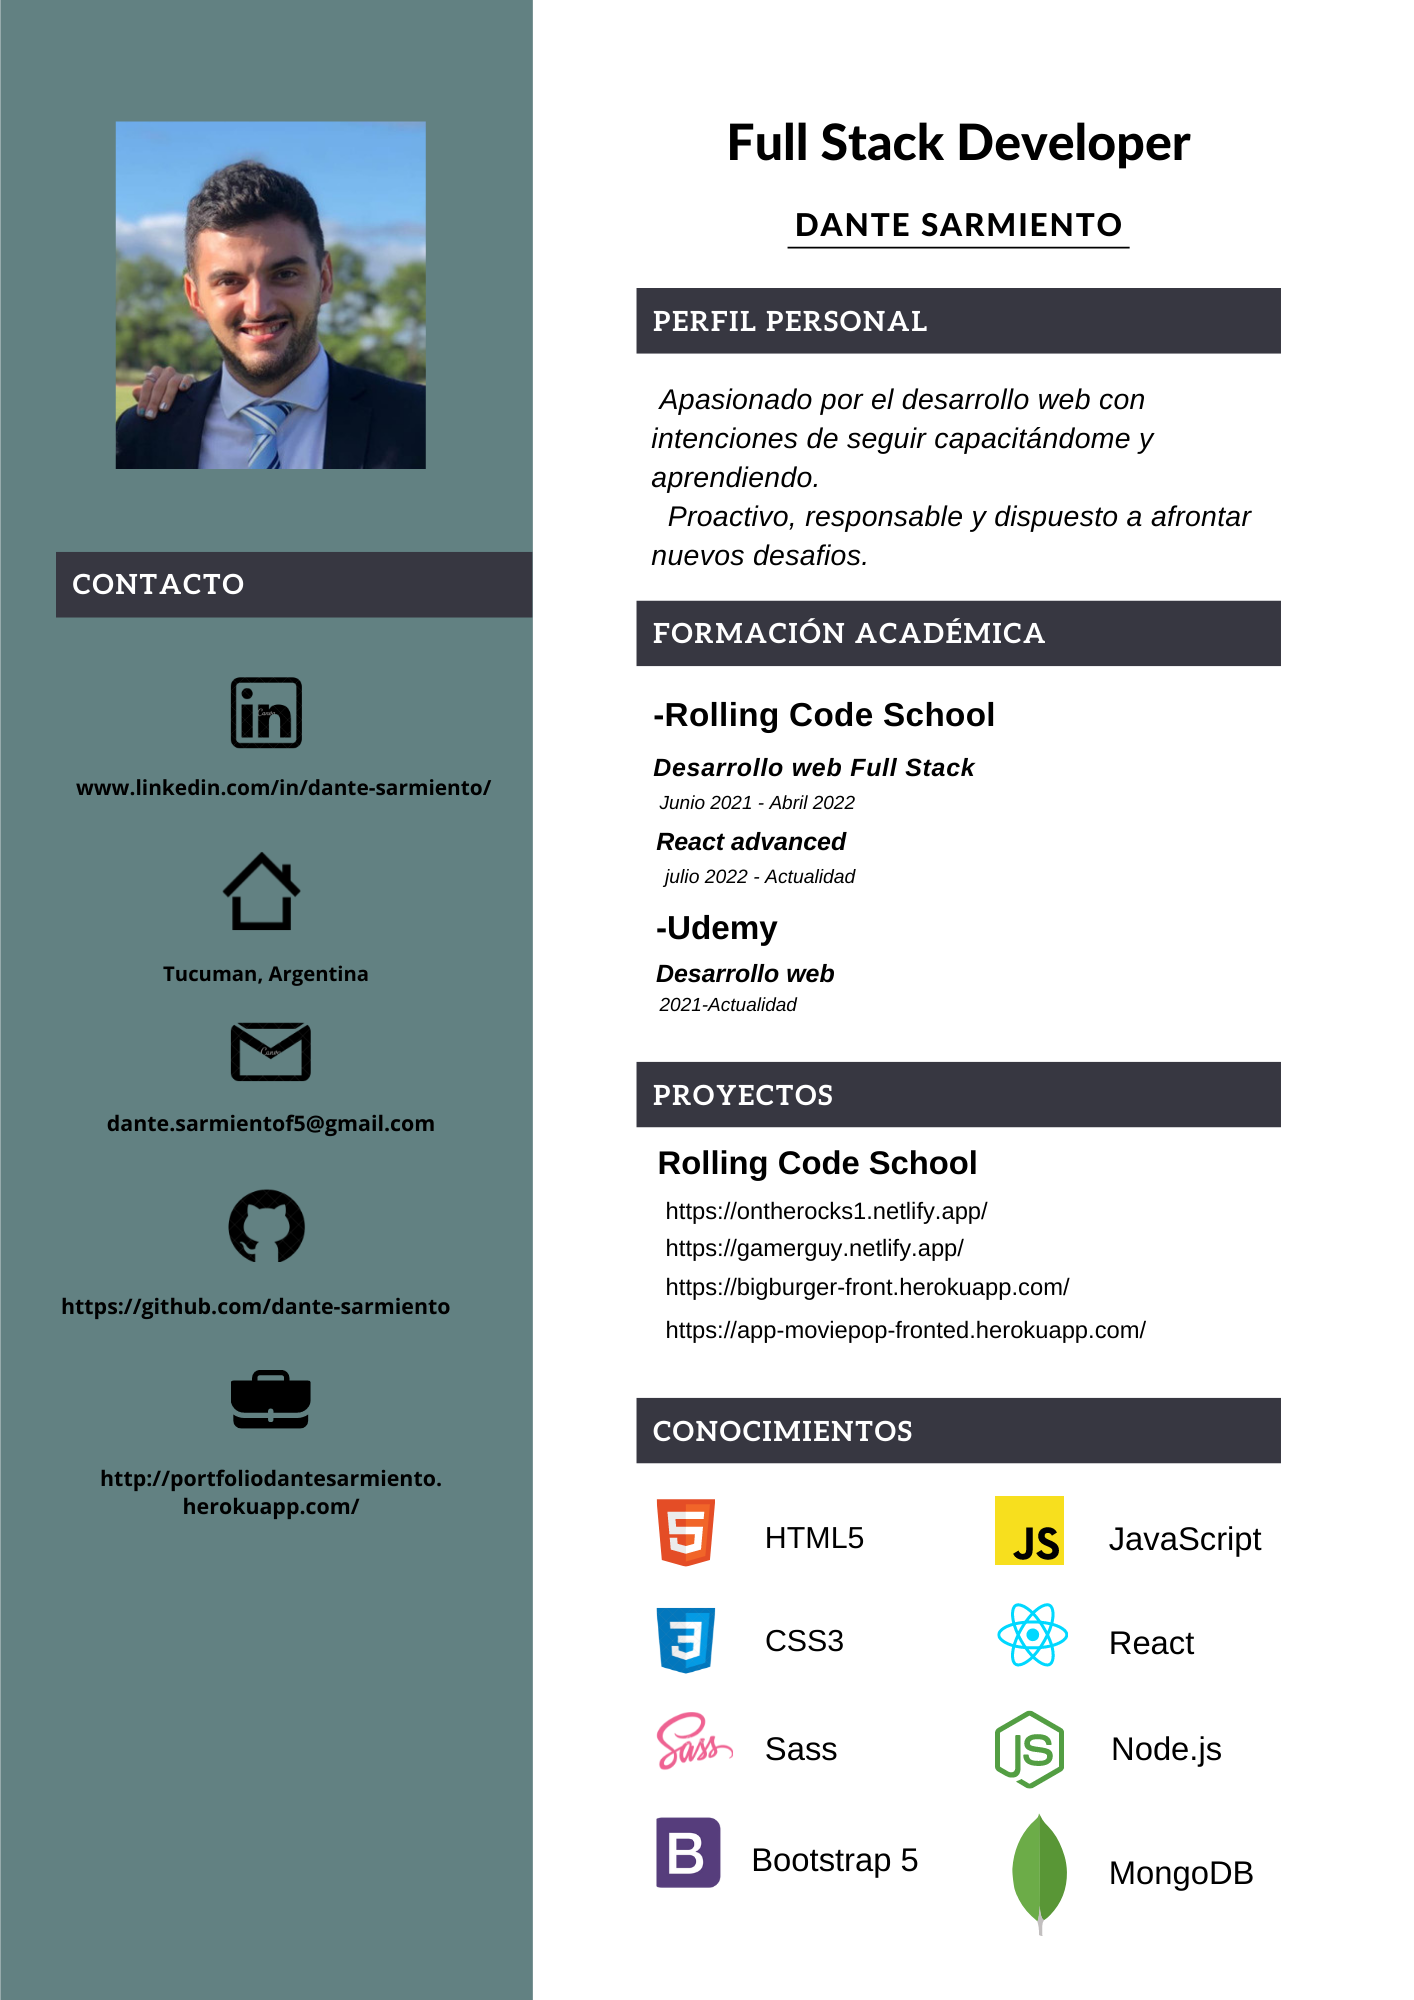 Full Stack Developer
DANTE SARMIENTO
CONTACTO
www.linkedin.com/in/dante-sarmiento/
Tucuman, Argentina
dante.sarmientof5@gmail.com
https://github.com/dante-sarmiento
http://portfoliodantesarmiento.
herokuapp.com/
PERFIL PERSONAL
Apasionado por el desarrollo web con
intenciones de seguir capacitándome y
aprendiendo.
Proactivo, responsable y dispuesto a afrontar
nuevos desafios.
FORMACIÓN ACADÉMICA
-Rolling Code School
Desarrollo web Full Stack
Junio 2021 - Abril 2022
React advanced
julio 2022 - Actualidad
-Udemy
Desarrollo web
2021-Actualidad
PROYECTOS
Rolling Code School
https://ontherocks1.netlify.app/
https://gamerguy.netlify.app/
https://bigburger-front.herokuapp.com/
https://app-moviepop-fronted.herokuapp.com/
CONOCIMIENTOS
HTML5
JS JavaScript
CSS3
React
Sass Sass
JS Node.js
B Bootstrap 5
MongoDB